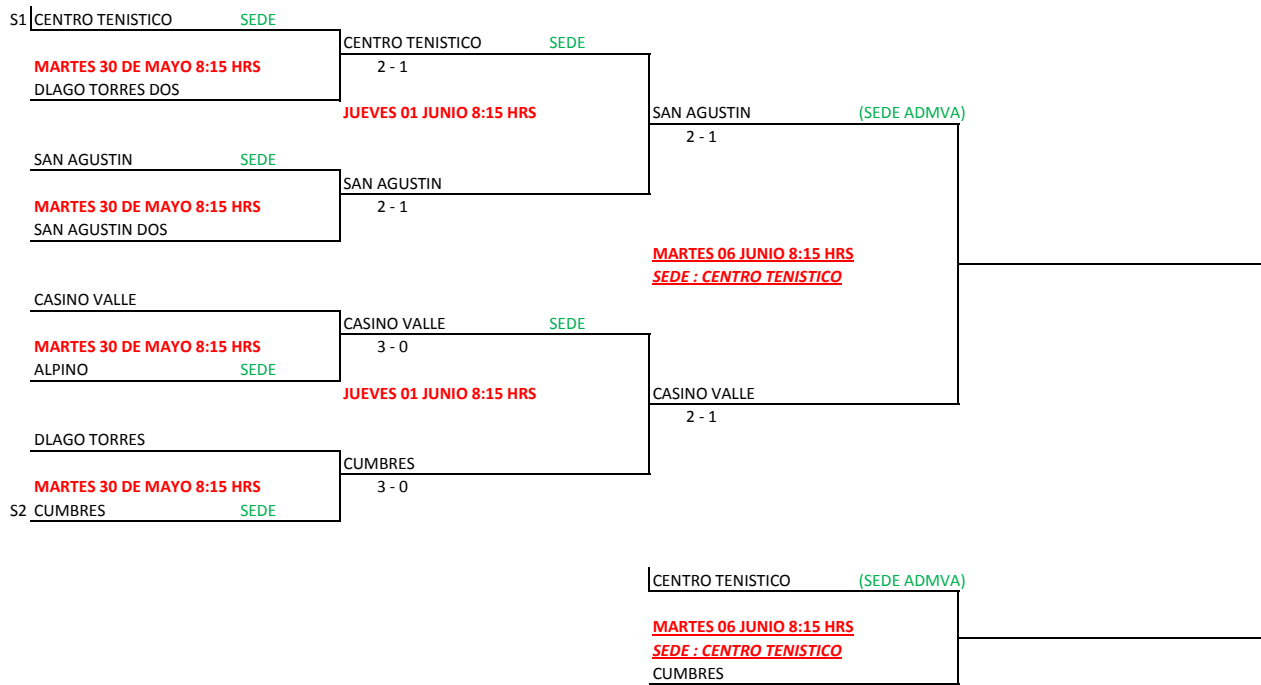 S1 CENTRO TENISTICO SEDE
CENTRO TENISTICO SEDE
MARTES 30 DE MAYO 8:15 HRS
2 - 1
DLAGO TORRES DOS
JUEVES 01 JUNIO 8:15 HRS
SAN AGUSTIN (SEDE ADMVA)
2 - 1
SAN AGUSTIN SEDE
SAN AGUSTIN
MARTES 30 DE MAYO 8:15 HRS
2 - 1
SAN AGUSTIN DOS
MARTES 06 JUNIO 8:15 HRS
SEDE : CENTRO TENISTICO
CASINO VALLE
CASINO VALLE SEDE
MARTES 30 DE MAYO 8:15 HRS
3 - 0
ALPINO SEDE
JUEVES 01 JUNIO 8:15 HRS
CASINO VALLE
2 - 1
DLAGO TORRES
CUMBRES
MARTES 30 DE MAYO 8:15 HRS
3 - 0
S2 CUMBRES SEDE
CENTRO TENISTICO (SEDE ADMVA)
MARTES 06 JUNIO 8:15 HRS
SEDE : CENTRO TENISTICO
CUMBRES